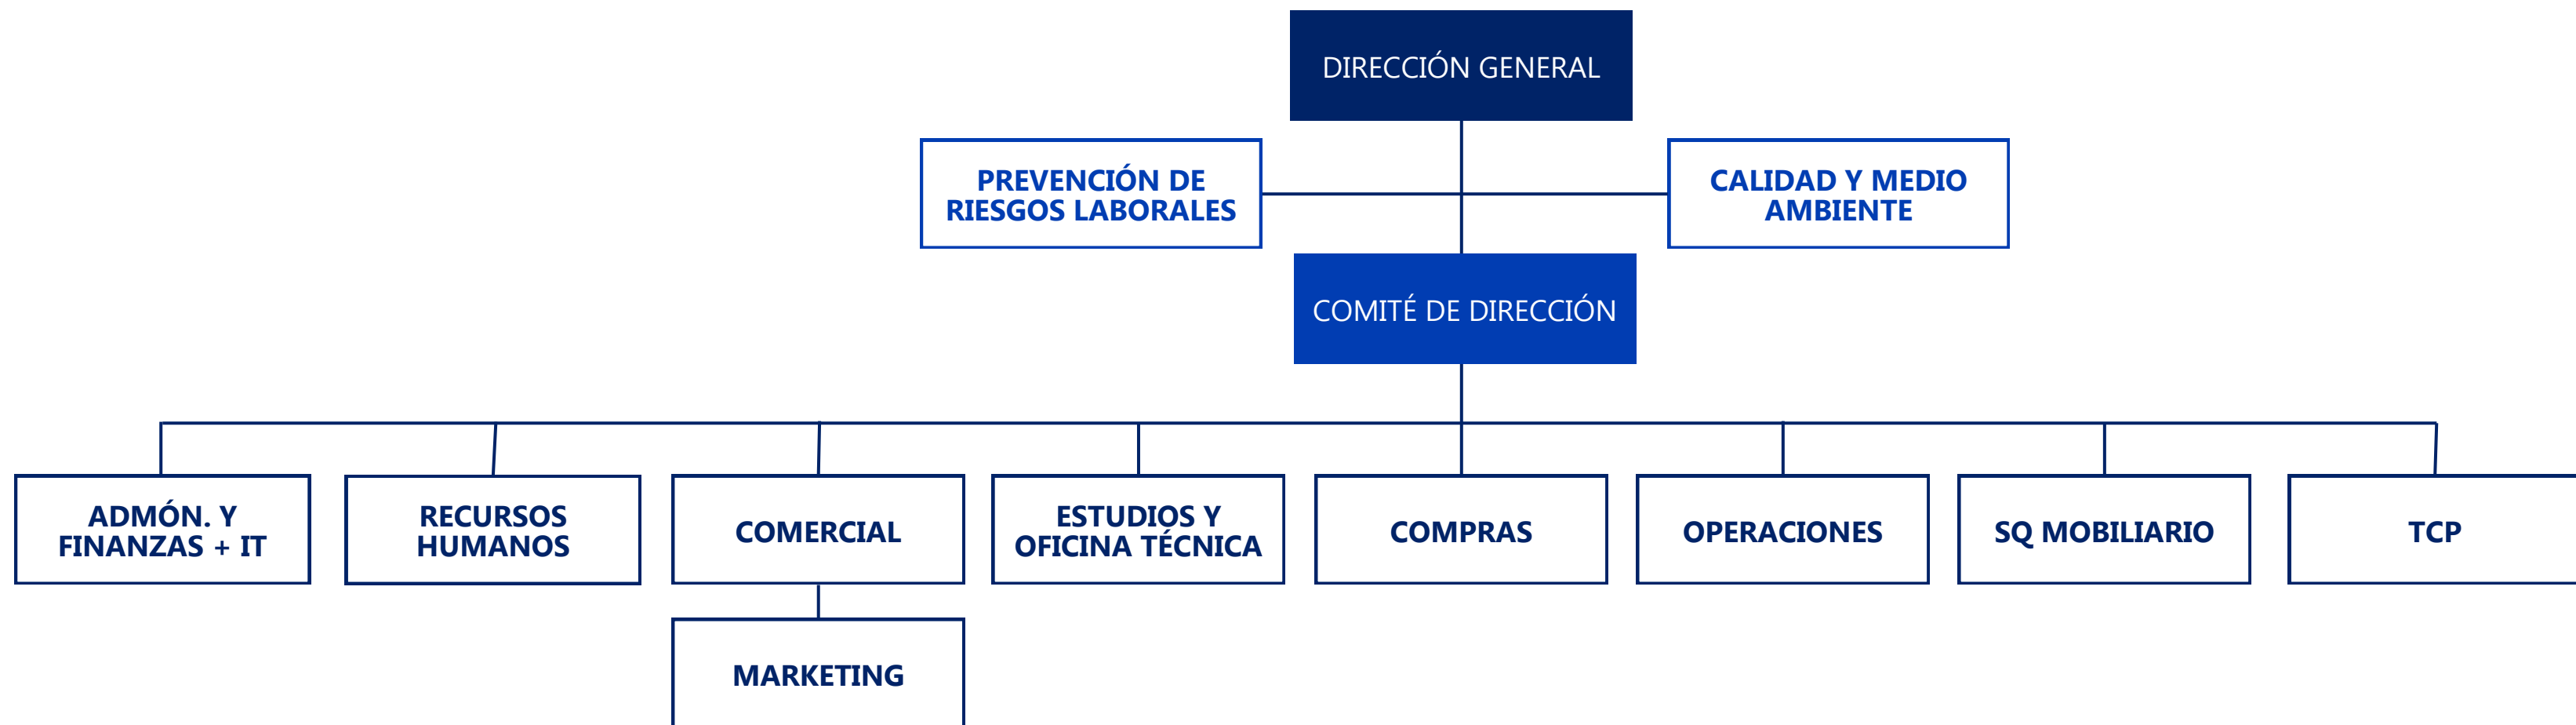 DIRECCIÓN GENERAL
PREVENCIÓN DE
RIESGOS LABORALES
CALIDAD Y MEDIO
AMBIENTE
COMITÉ DE DIRECCIÓN
ADMÓN. Y
FINANZAS + IT
RECURSOS
HUMANOS
COMERCIAL
ESTUDIOS Y
OFICINA TÉCNICA
COMPRAS
OPERACIONES
SQ MOBILIARIO
TCP
MARKETING